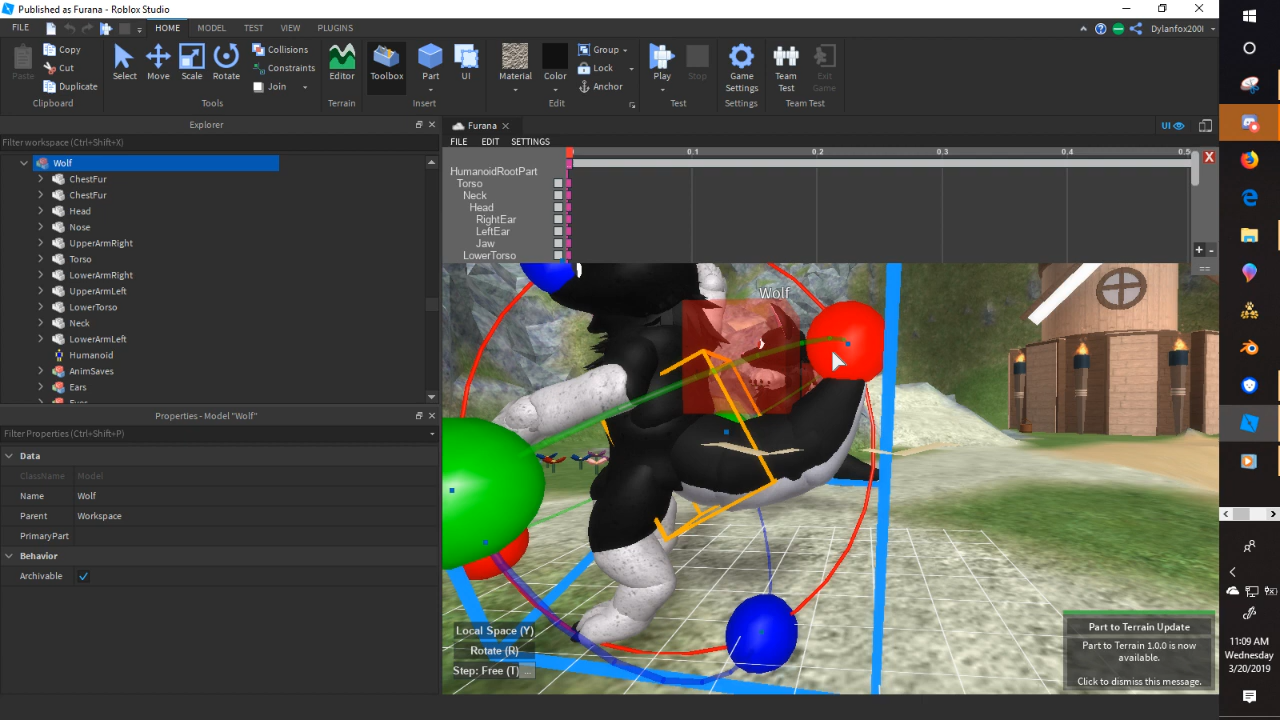 Published as Furana - Roblox Studio
FILE
HOME
MODEL
TEST
VIEW
PLUGINS
Dylanfox200I
Paste
Copy
Cut
Duplicate
Clipboard
Select
Move
Scale
Rotate
Collisions
Constraints
Join
Tools
Editor
Terrain
Toolbox
Part
UI
Insert
Material
Color
Group
Lock
Anchor
Edit
Play
Stop
Test
Game
Settings
Settings
Team
Test
Exit
Game
Team Test
Explorer
Filter workspace (Ctrl+Shift+X)
Wolf
ChestFur
ChestFur
Head
Nose
UpperArmRight
Torso
LowerArmRight
UpperArmLeft
LowerTorso
Neck
LowerArmLeft
Humanoid
AnimSaves
Ears
Properties - Model "Wolf"
Filter Properties (Ctrl+Shift+P)
Data
ClassName Model
Name Wolf
Parent Workspace
PrimaryPart
Behavior
Archivable
Furana
UI
FILE EDIT SETTINGS
0.1 0.2 0.3 0.4 0.5
X
HumanoidRootPart
Torso
Neck
Head
RightEar
LeftEar
Jaw
LowerTorso
+ -
Wolf
Local Space (Y)
Rotate (R)
Step: Free (T) ...
Part to Terrain Update
Part to Terrain 1.0.0 is now
available.
Click to dismiss this message.
11:09 AM
Wednesday
3/20/2019